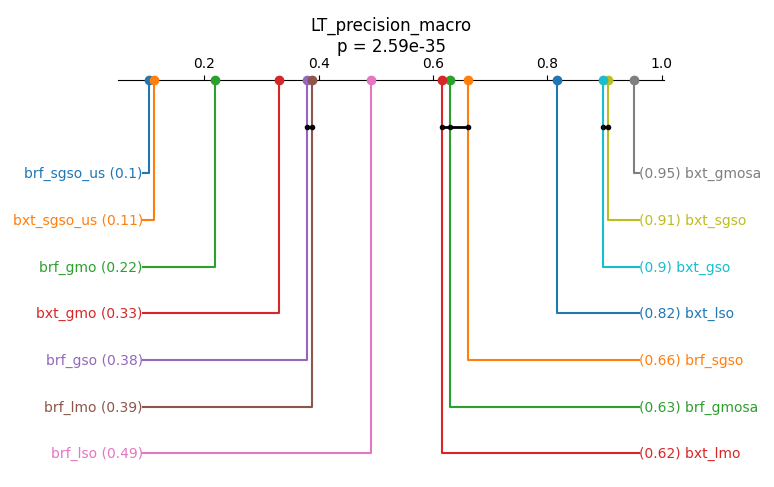 LT_precision_macro
p = 2.59e-35
0.2 0.4 0.6 0.8 1.0
brf_sgso_us (0.1) (0.95) bxt_gmosa
bxt_sgso_us (0.11) (0.91) bxt_sgso
brf_gmo (0.22) (0.9) bxt_gso
bxt_gmo (0.33) (0.82) bxt_lso
brf_gso (0.38) (0.66) brf_sgso
brf_lmo (0.39) (0.63) brf_gmosa
brf_lso (0.49) (0.62) bxt_lmo